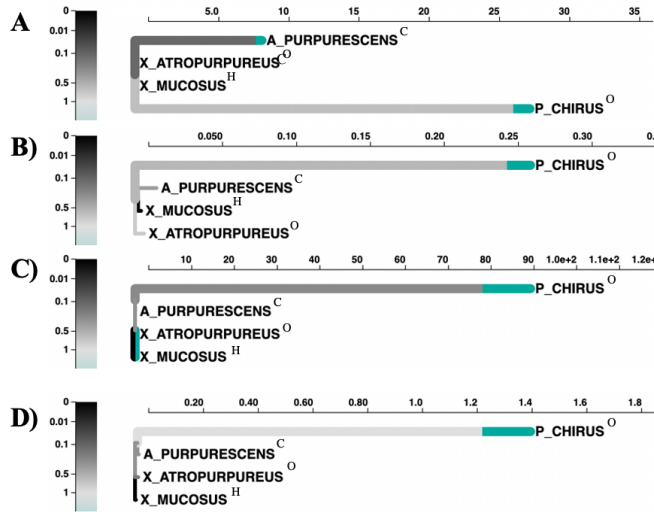 A
0
0.01
0.1
0.5
1
5.0 10 15 20 25 30 35
A_PURPURESCENS C
X_ATROPURPUREUS O
C
X_MUCOSUS H
P_CHIRUS O
B)
0
0.01
0.1
0.5
1
0.050 0.10 0.15 0.20 0.25 0.30 0.
P_CHIRUS O
A_PURPURESCENS C
X_MUCOSUS H
X_ATROPURPUREUS O
C)
0
0.01
0.1
0.5
1
10 20 30 40 50 60 70 80 90 1.0e+2 1.1e+2 1.2e+
P_CHIRUS O
A_PURPURESCENS C
X_ATROPURPUREUS O
X_MUCOSUS H
D)
0
0.01
0.1
0.5
1
0.20 0.40 0.60 0.80 1.0 1.2 1.4 1.6 1.8
P_CHIRUS O
A_PURPURESCENS C
X_ATROPURPUREUS O
X_MUCOSUS H